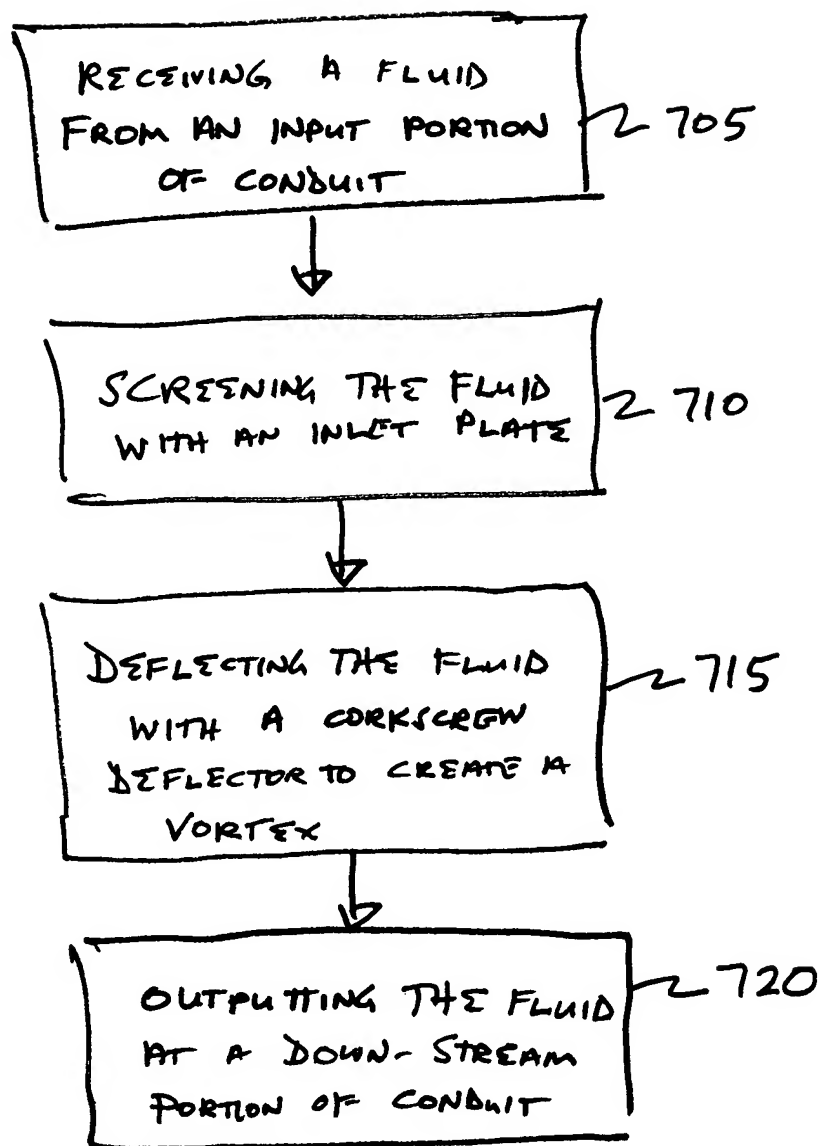 RECEIVING A FLUID
FROM AN INPUT PORTION
OF CONDUIT
705
SCREENING THE FLUID
WITH AN INLET PLATE
710
DEFLECTING THE FLUID
WITH A CORKSCREW
DEFLECTOR TO CREATE A
VORTEX
715
OUTPUTTING THE FLUID
AT A DOWN-STREAM
PORTION OF CONDUIT
720